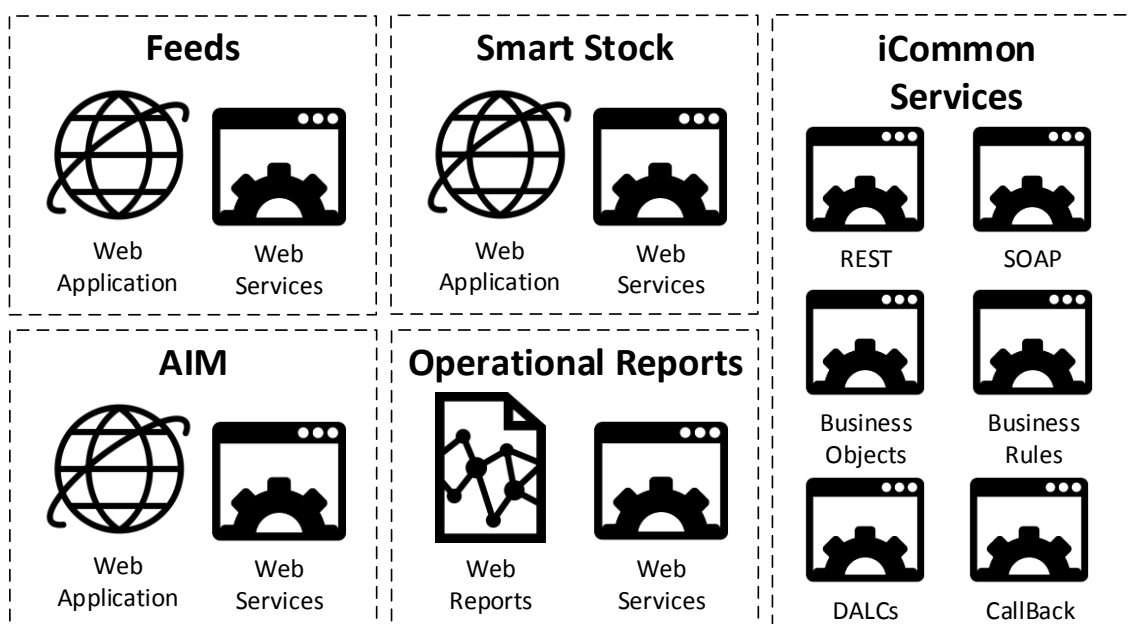 Feeds
Web
Application
Web
Services
Smart Stock
Web
Application
Web
Services
AIM
Web
Application
Web
Services
Operational Reports
Web
Reports
Web
Services
iCommon
Services
REST
SOAP
Business
Objects
Business
Rules
DALCs
CallBack